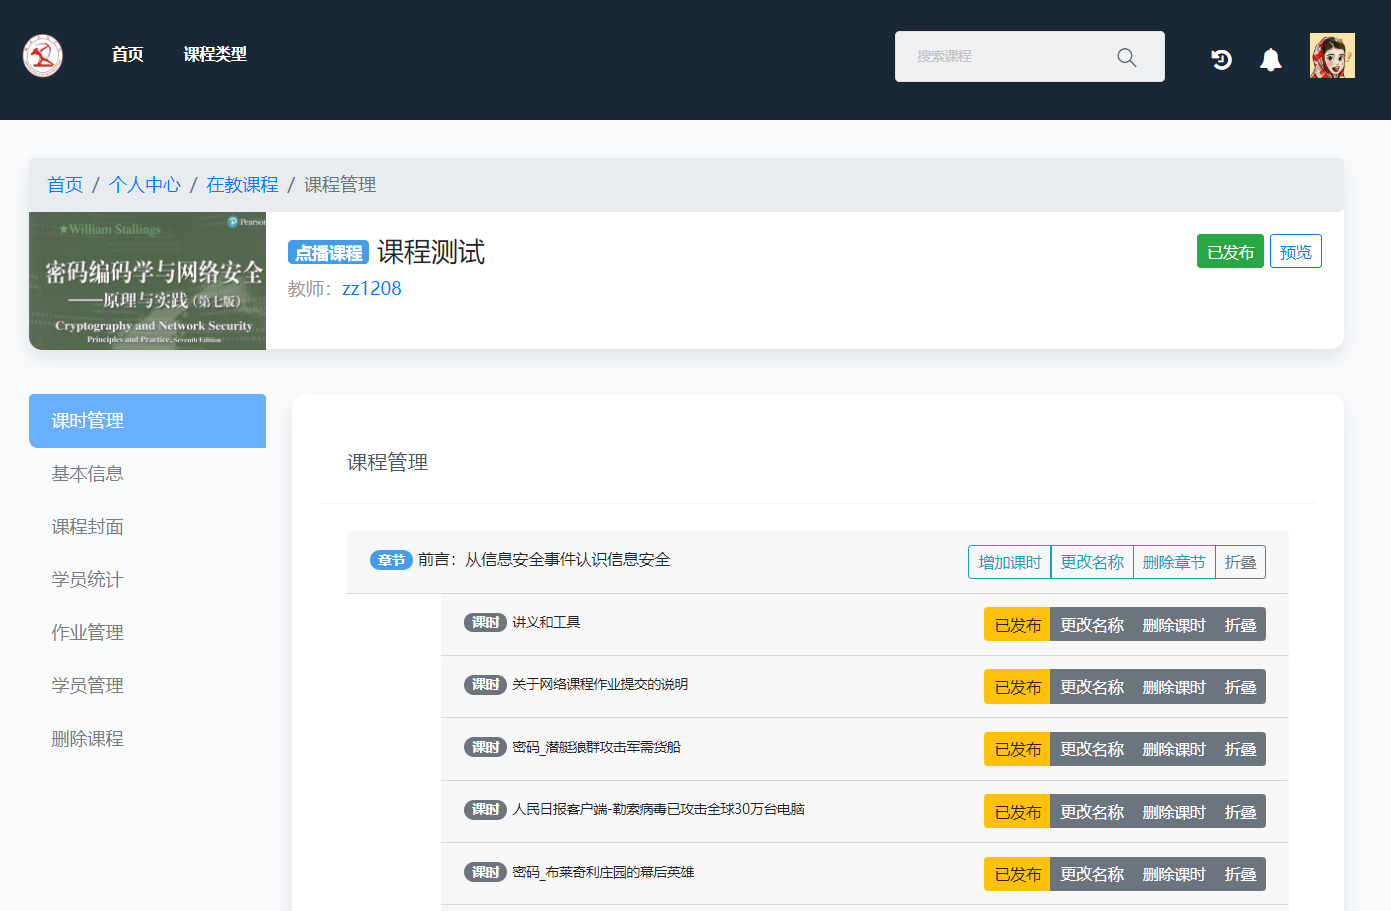 首页 课程类型 搜索课程
首页 / 个人中心 / 在教课程 / 课程管理
★William Stallings
Pearson
密码编码学与网络安全
——原理与实践(第七版)
Cryptography and Network Security
Principles and Practice, Seventh Edition
点播课程 课程测试
教师：zz1208
已发布 预览
课时管理
基本信息
课程封面
学员统计
作业管理
学员管理
删除课程
课程管理
章节 前言：从信息安全事件认识信息安全 增加课时 更改名称 删除章节 折叠
课时 讲义和工具 已发布 更改名称 删除课时 折叠
课时 关于网络课程作业提交的说明 已发布 更改名称 删除课时 折叠
课时 密码_潜艇狼群攻击军需货船 已发布 更改名称 删除课时 折叠
课时 人民日报客户端-勒索病毒已攻击全球30万台电脑 已发布 更改名称 删除课时 折叠
课时 密码_布莱奇利庄园的幕后英雄 已发布 更改名称 删除课时 折叠